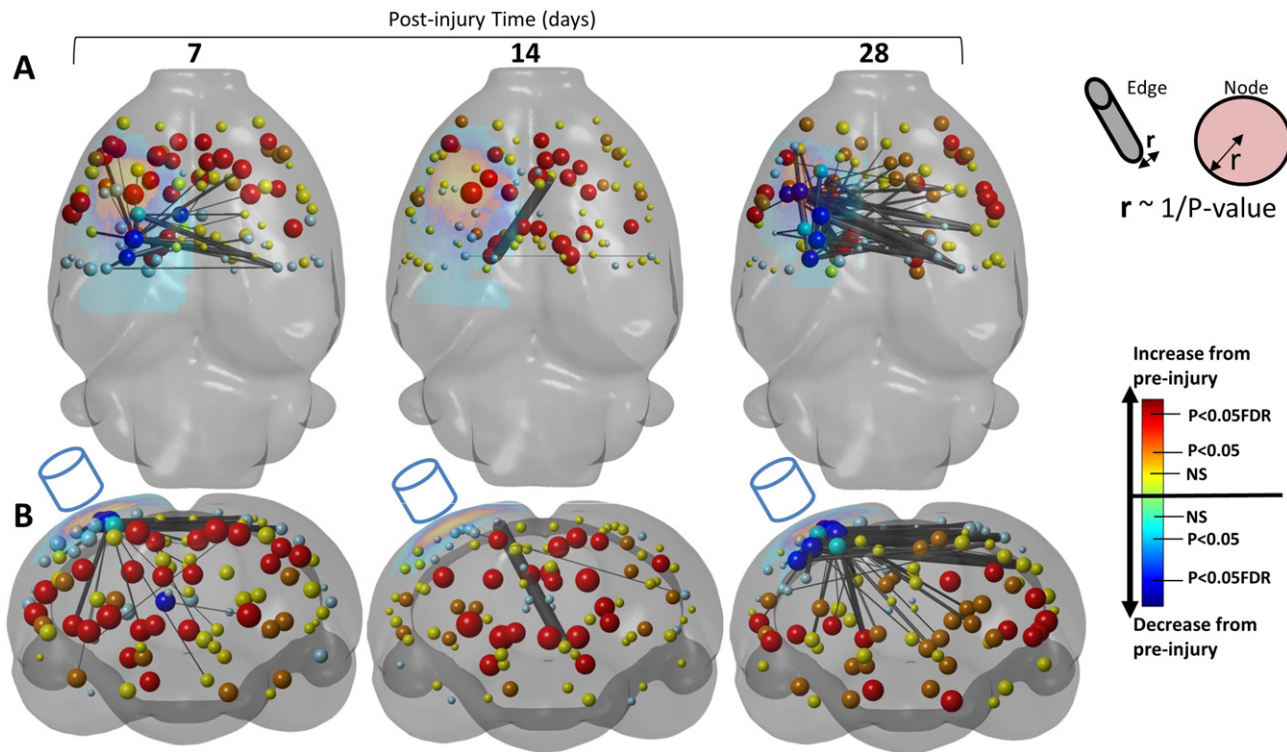 Post-injury Time (days)
7
14
28
A
Edge
Node
r
r
r ~ 1/P-value
Increase from
pre-injury
P<0.05FDR
P<0.05
NS
NS
P<0.05
P<0.05FDR
Decrease from
pre-injury
B